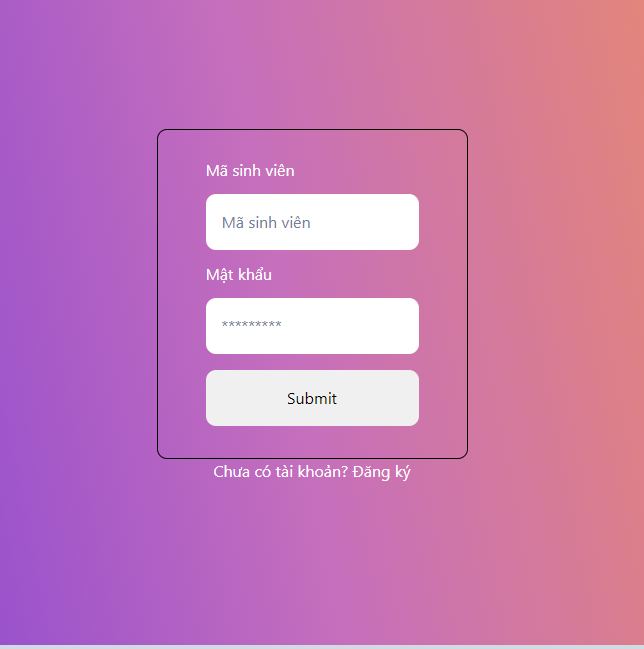 Mã sinh viên
Mã sinh viên
Mật khẩu
*********
Submit
Chưa có tài khoản? Đăng ký